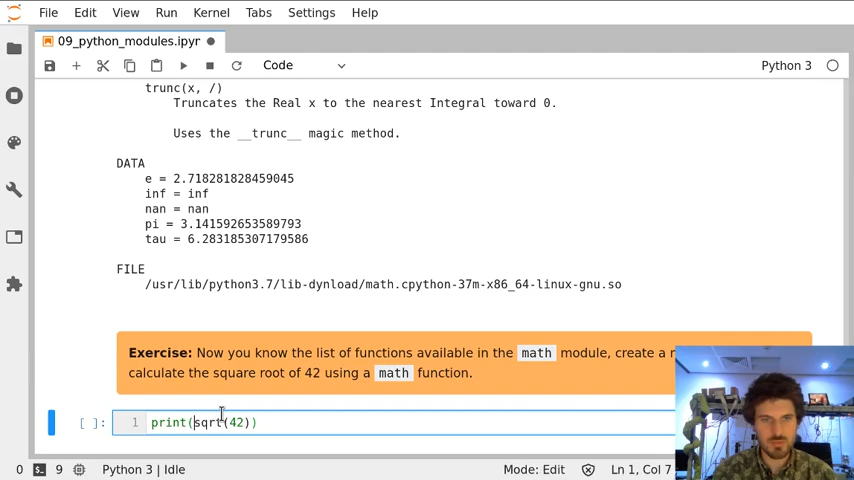 File Edit View Run Kernel Tabs Settings Help
09_python_modules.ipyr
Code Python 3
trunc(x, /)
Truncates the Real x to the nearest Integral toward 0.
Uses the __trunc__ magic method.
DATA
e = 2.718281828459045
inf = inf
nan = nan
pi = 3.141592653589793
tau = 6.283185307179586
FILE
/usr/lib/python3.7/lib-dynload/math.cpython-37m-x86_64-linux-gnu.so
Exercise: Now you know the list of functions available in the math module, create a
calculate the square root of 42 using a math function.
[ ]: 1 print(sqrt(42))
0 9 Python 3 | Idle Mode: Edit Ln 1, Col 7